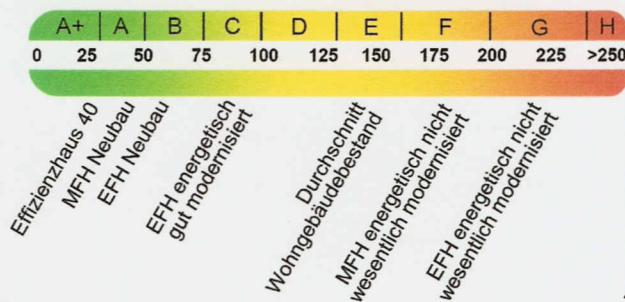 A+ A B C D E F G H
0 25 50 75 100 125 150 175 200 225 >250
Effizienzhaus 40
MFH Neubau
EFH Neubau
EFH energetisch
gut modernisiert
Durchschnitt
Wohngebäudebestand
MFH energetisch nicht
wesentlich modernisiert
EFH energetisch nicht
wesentlich modernisiert